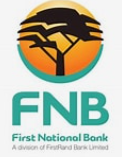 FNB
First National Bank
A division of FirstRand Bank Limited